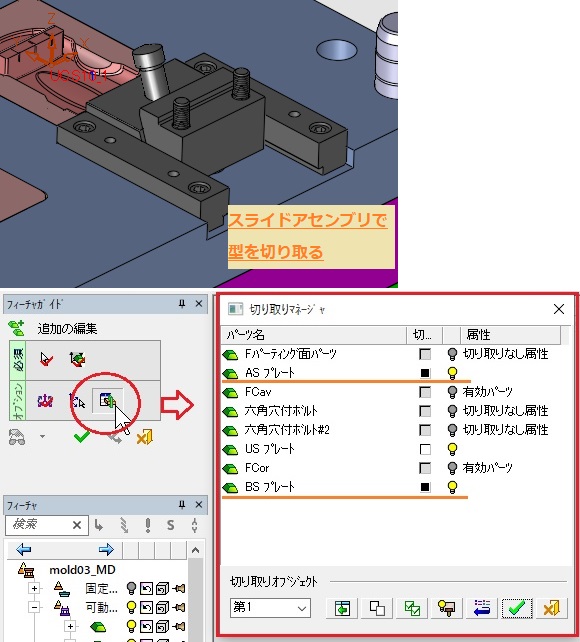 Z
X
スライドアセンブリで
型を切り取る
フィーチャガイド
追加の編集
必須
オプション
フィーチャ
検索
S
mold03_MD
固定...
可動...
切り取りマネージャ
パーツ名 切... 属性
Fパーティング面パーツ 切り取りなし属性
AS プレート
FCav 有効パーツ
六角穴付ボルト 切り取りなし属性
六角穴付ボルト#2 切り取りなし属性
US プレート
FCor 有効パーツ
BS プレート
切り取りオブジェクト
第1